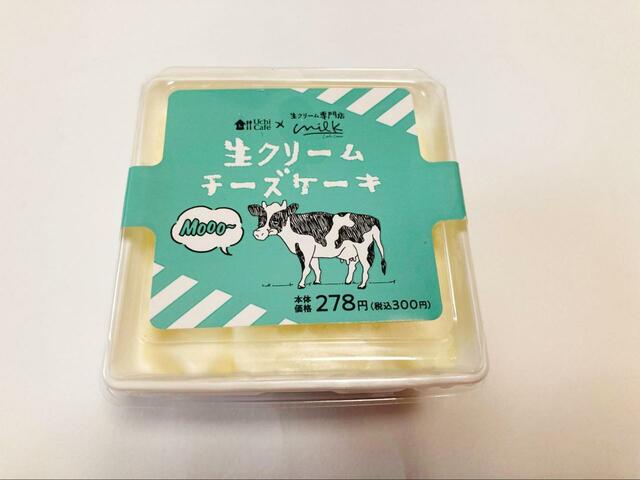 Uchi Café × 生クリーム専門店 milk
生クリーム
チーズケーキ
Mooo~
本体価格 278円(税込300円)